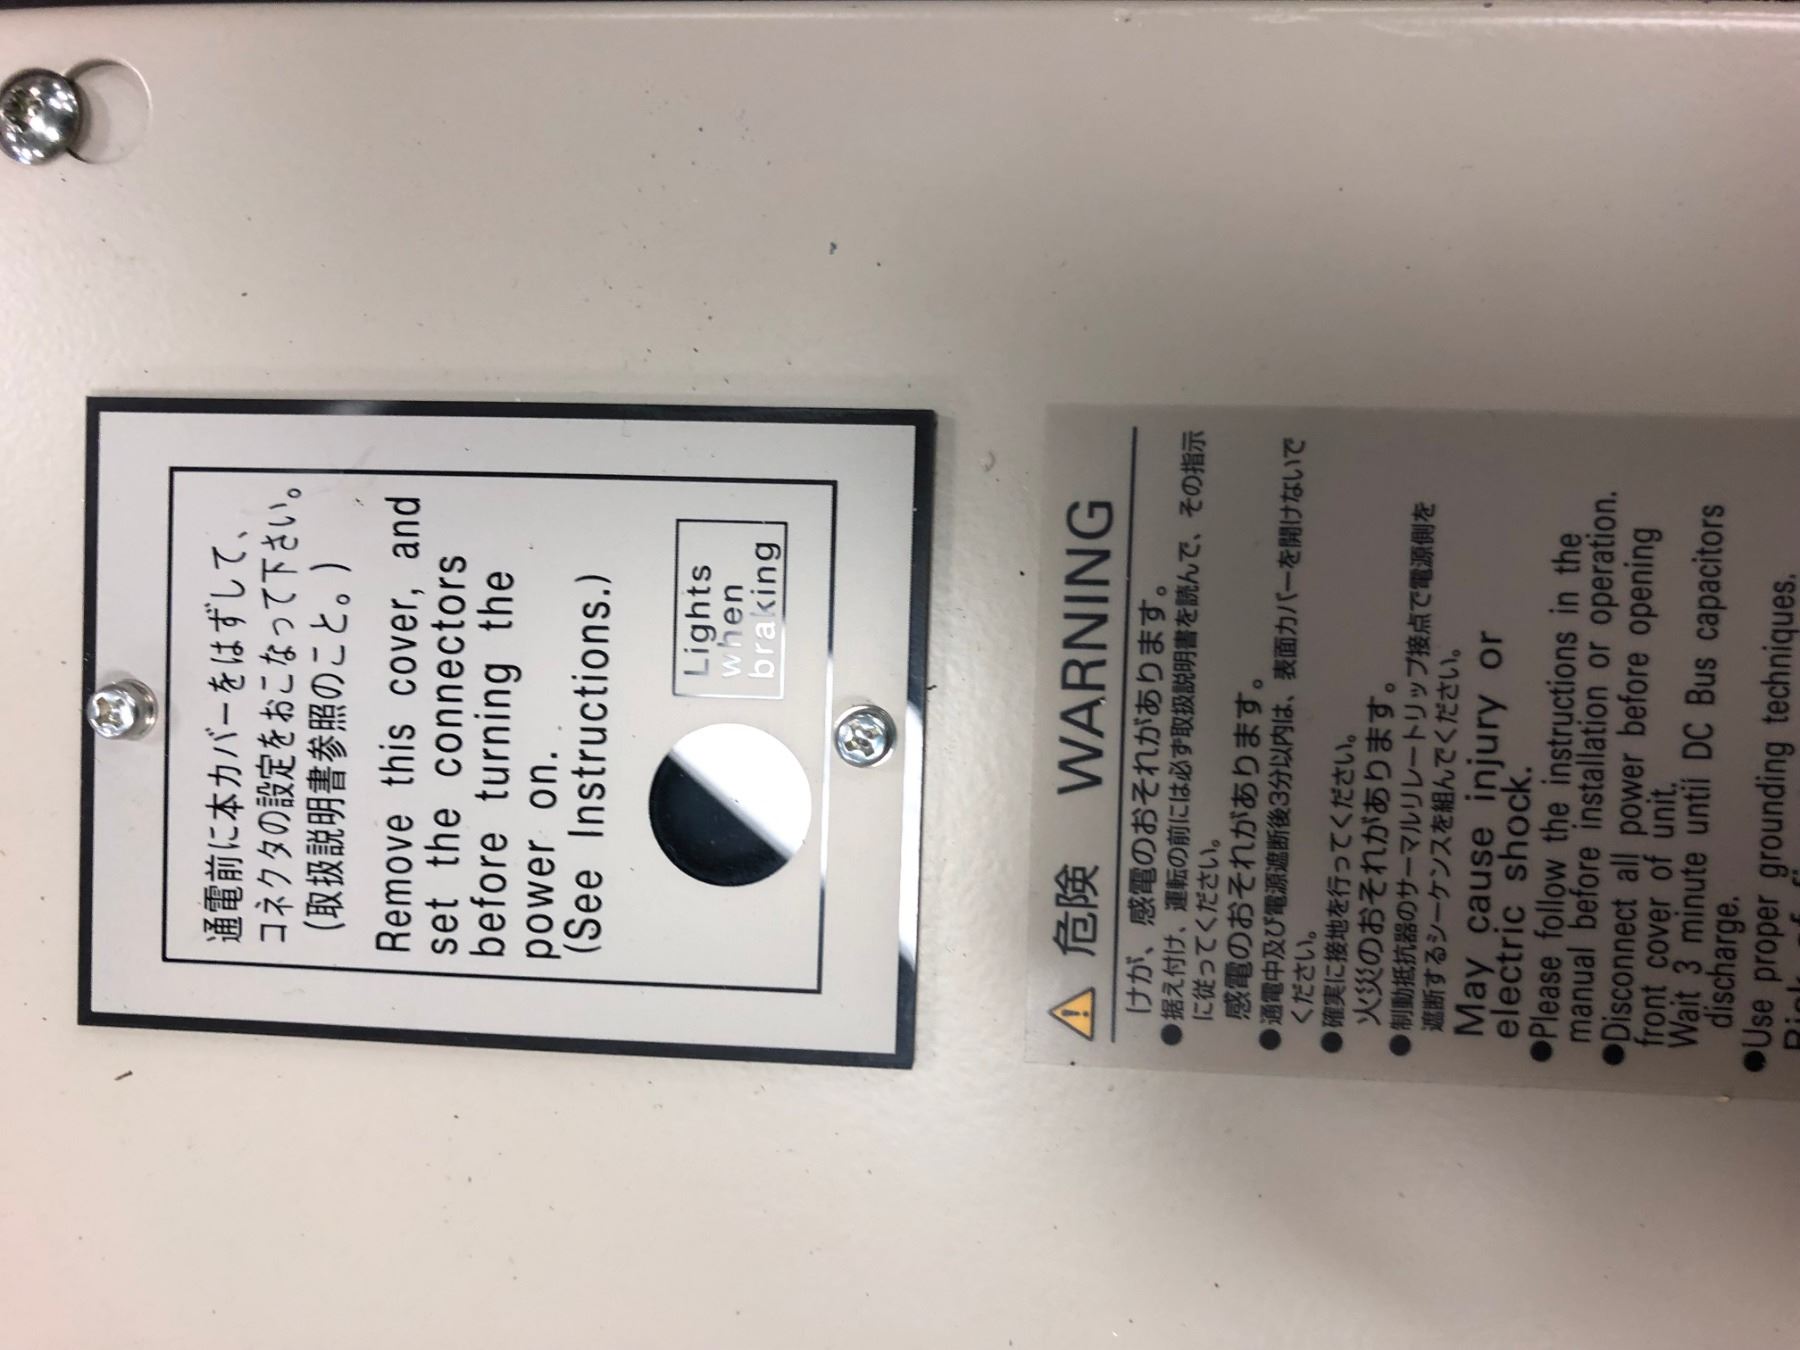 通電前に本カバーをはずして、
コネクタの設定をおこなって下さい。
(取扱説明書参照のこと。)
Remove this cover, and
set the connectors
before turning the
power on.
(See Instructions.)
Lights
when
braking
危険 WARNING
けが、感電のおそれがあります。
●据え付け、運転の前には必ず取扱説明書を読んで、その指示
に従ってください。
感電のおそれがあります。
●通電中及び電源遮断後3分以内は、表面カバーを開けないで
ください。
●確実に接地を行ってください。
火災のおそれがあります。
●制動抵抗器のサーマルリレートリップ接点で電源側を
遮断するシーケンスを組んでください。
May cause injury or
electric shock.
●Please follow the instructions in the
manual before installation or operation.
●Disconnect all power before opening
front cover of unit.
Wait 3 minute until DC Bus capacitors
discharge.
●Use proper grounding techniques.